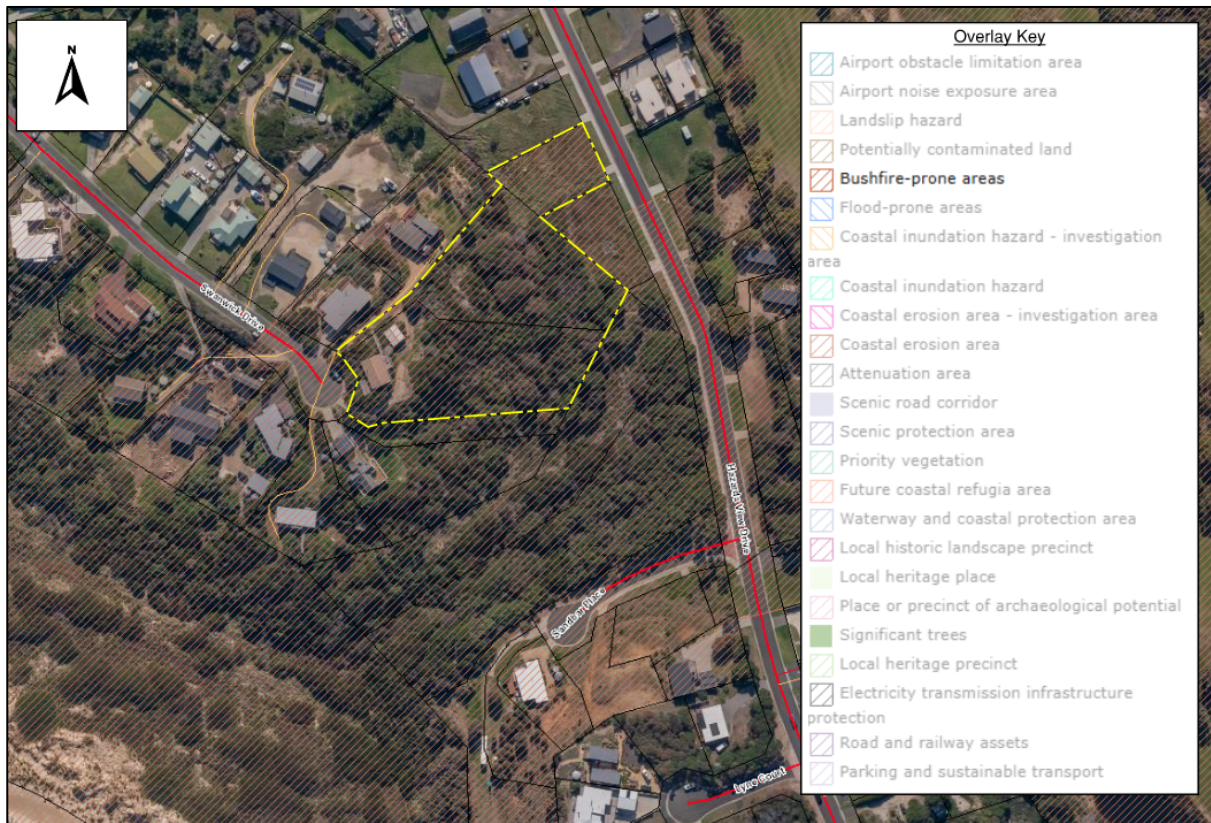 N
Overlay Key
Airport obstacle limitation area
Airport noise exposure area
Landslip hazard
Potentially contaminated land
Bushfire-prone areas
Flood-prone areas
Coastal inundation hazard - investigation
area
Coastal inundation hazard
Coastal erosion area - investigation area
Coastal erosion area
Attenuation area
Scenic road corridor
Scenic protection area
Priority vegetation
Future coastal refugia area
Waterway and coastal protection area
Local historic landscape precinct
Local heritage place
Place or precinct of archaeological potential
Significant trees
Local heritage precinct
Electricity transmission infrastructure
protection
Road and railway assets
Parking and sustainable transport
Swanwick Drive
Hazards View Drive
Sandbar Place
Lyne Court